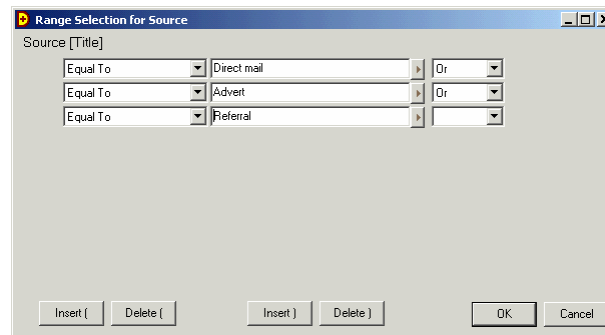 Range Selection for Source
Source [Title]
Equal To Direct mail Or
Equal To Advert Or
Equal To Referral
Insert ( Delete ( Insert ) Delete ) OK Cancel